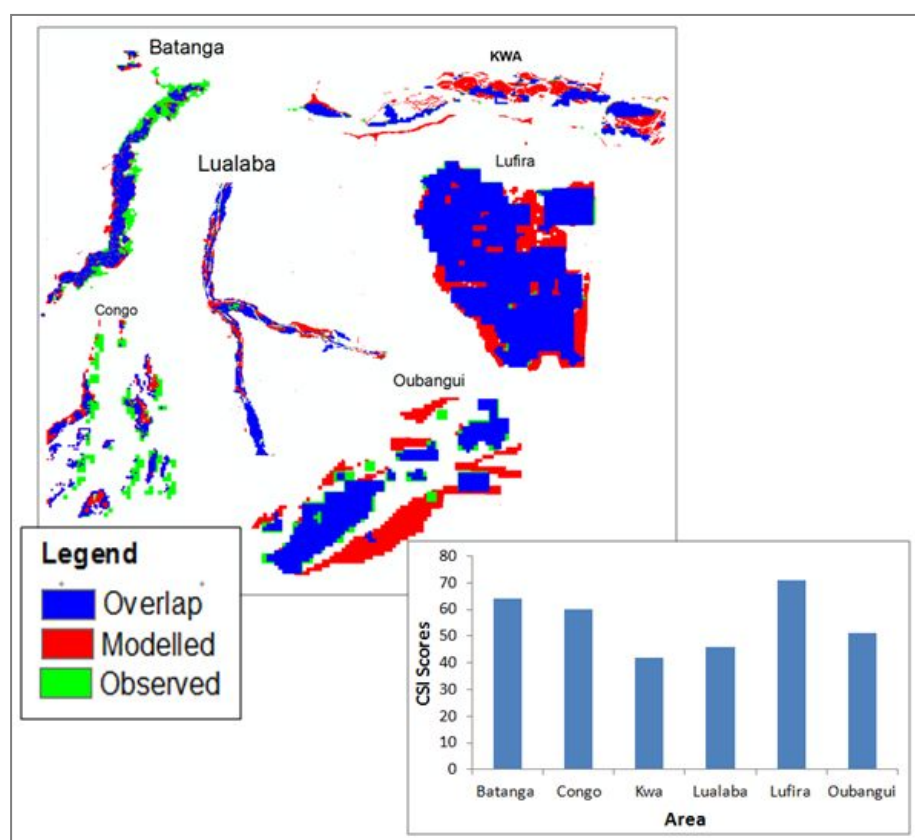 Batanga
KWA
Lualaba
Lufira
Congo
Oubangui
Legend
Overlap
Modelled
Observed
CSI Scores
80
70
60
50
40
30
20
10
0
Batanga Congo Kwa Lualaba Lufira Oubangui
Area